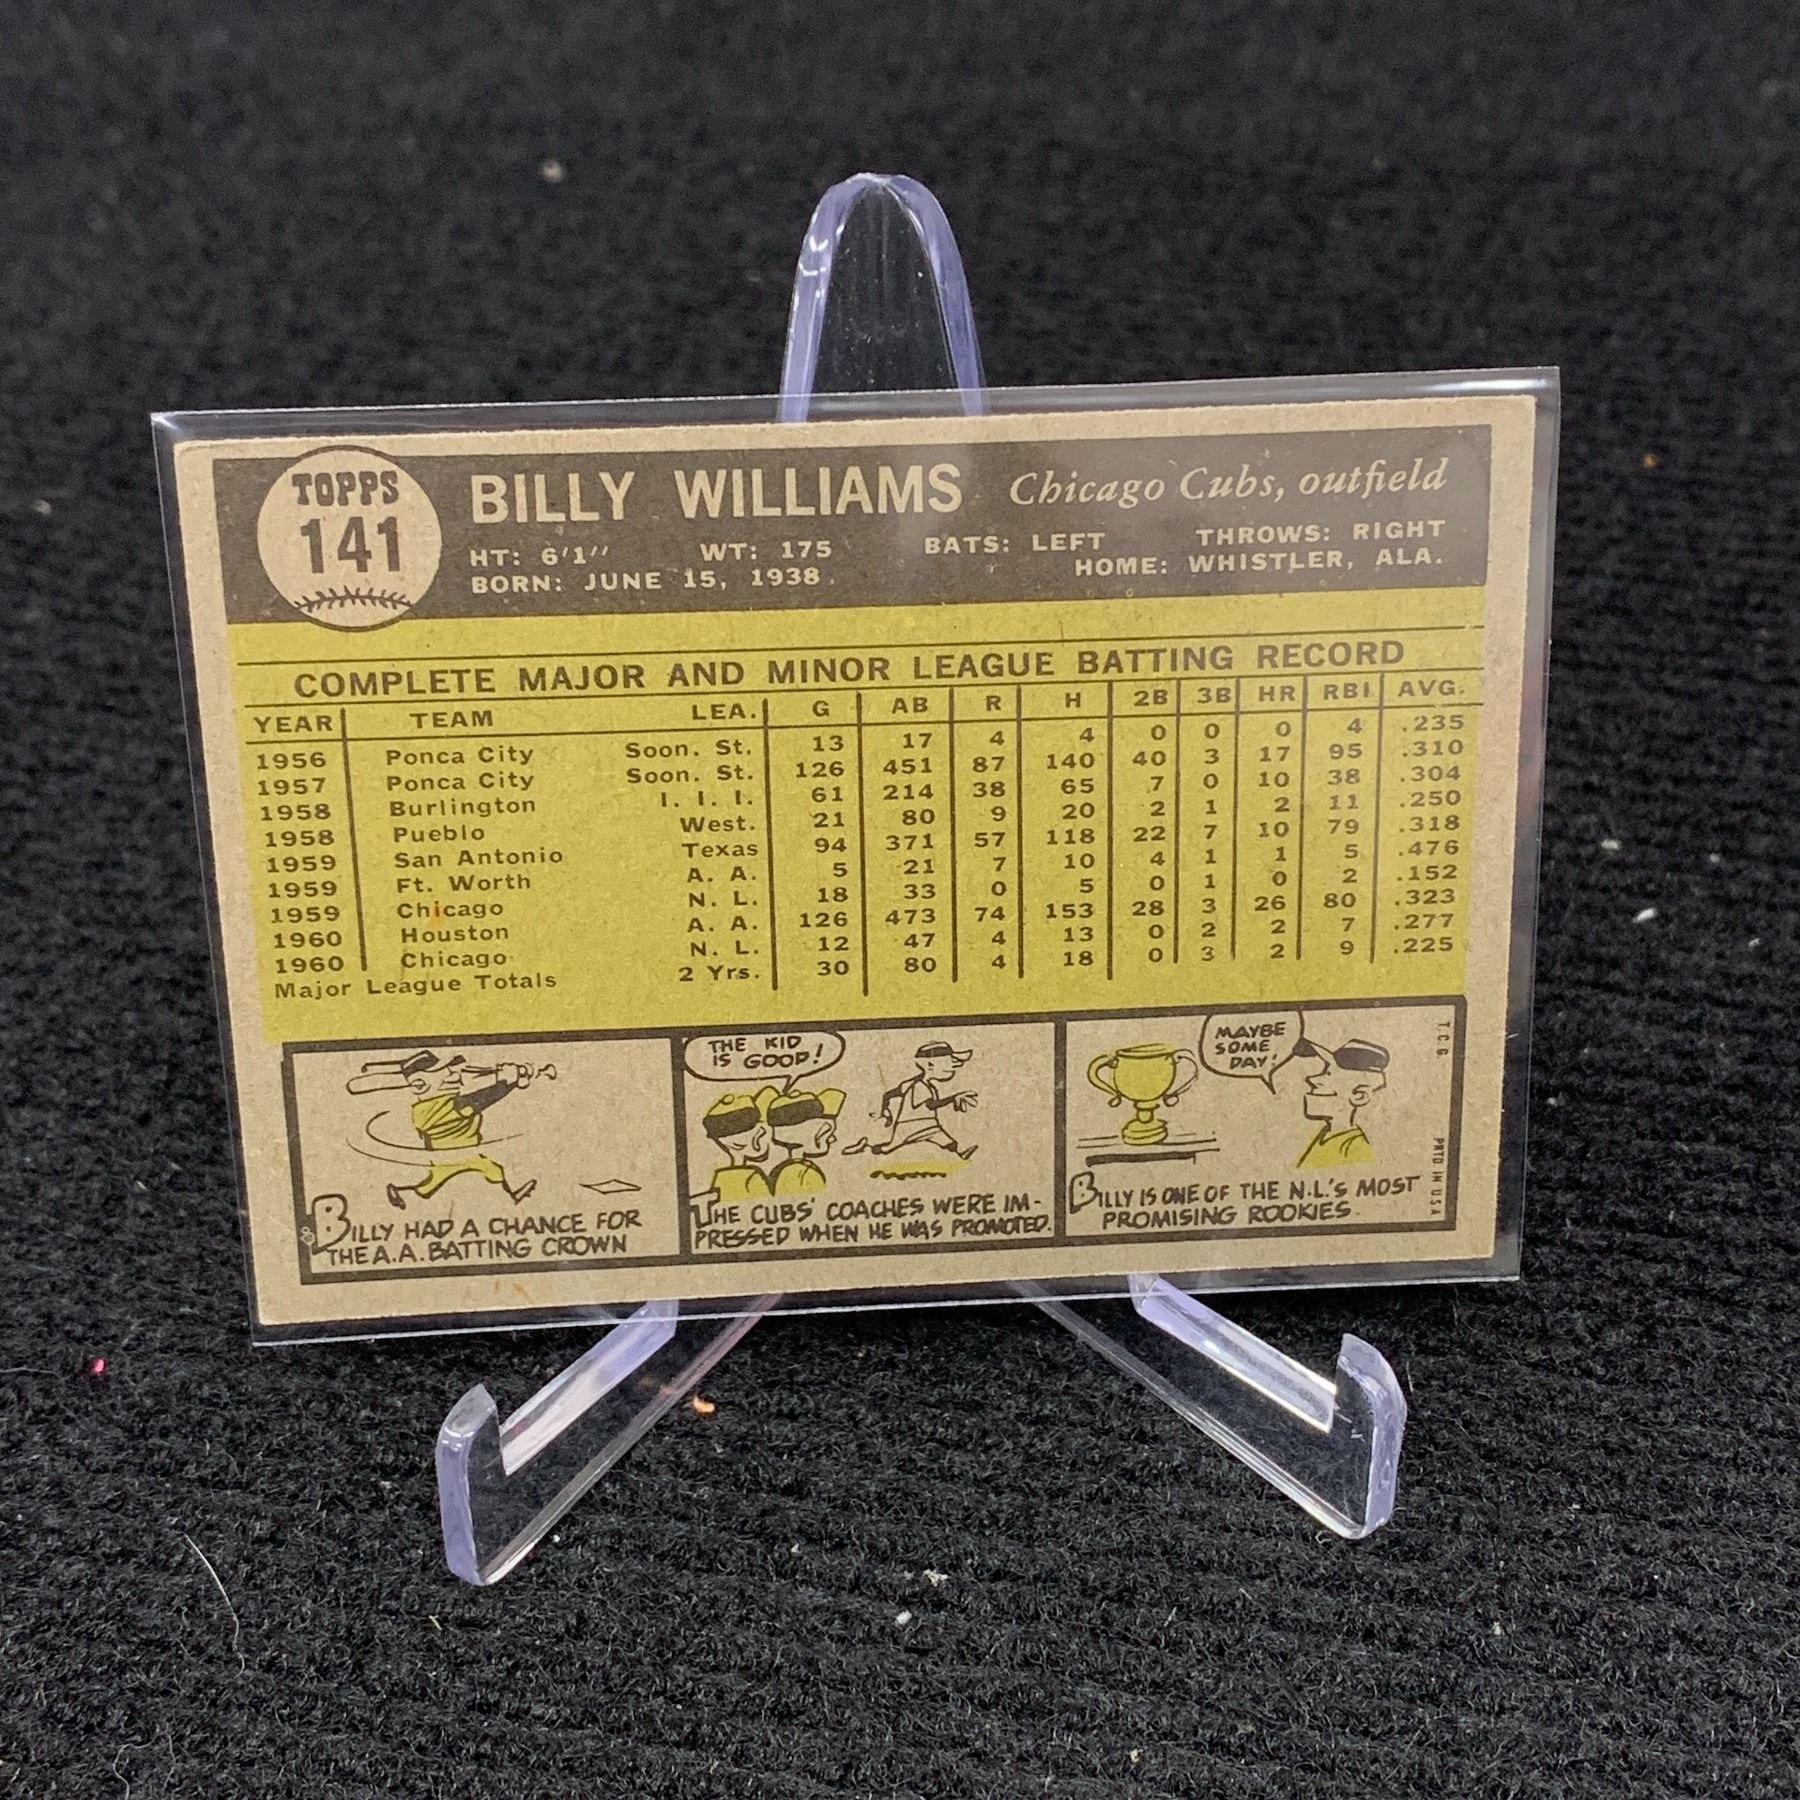 TOPPS
141
BILLY WILLIAMS Chicago Cubs, outfield
HT: 6'1" WT: 175 BATS: LEFT THROWS: RIGHT
BORN: JUNE 15, 1938. HOME: WHISTLER, ALA.
COMPLETE MAJOR AND MINOR LEAGUE BATTING RECORD
YEAR TEAM LEA. G AB R H 2B 3B HR RBI AVG.
1956 Ponca City Soon. St. 13 17 4 4 0 0 0 4 .235
1957 Ponca City Soon. St. 126 451 87 140 40 3 17 95 .310
1958 Burlington I. I. I. 61 214 38 65 7 0 10 38 .304
1958 Pueblo West. 21 80 9 20 2 1 2 11 .250
1959 San Antonio Texas 94 371 57 118 22 7 10 79 .318
1959 Ft. Worth A. A. 5 21 7 10 4 1 1 5 .476
1959 Chicago N. L. 18 33 0 5 0 1 0 2 .152
1960 Houston A. A. 126 473 74 153 28 3 26 80 .323
1960 Chicago N. L. 12 47 4 13 0 2 2 7 .277
Major League Totals 2 Yrs. 30 80 4 18 0 3 2 9 .225
BILLY HAD A CHANCE FOR
THE A.A. BATTING CROWN
THE KID
IS GOOD!
THE CUBS' COACHES WERE IM-
PRESSED WHEN HE WAS PROMOTED.
MAYBE
SOME
DAY!
BILLY IS ONE OF THE N.L.'S MOST
PROMISING ROOKIES.
T.C.G.
PRTD IN U.S.A.